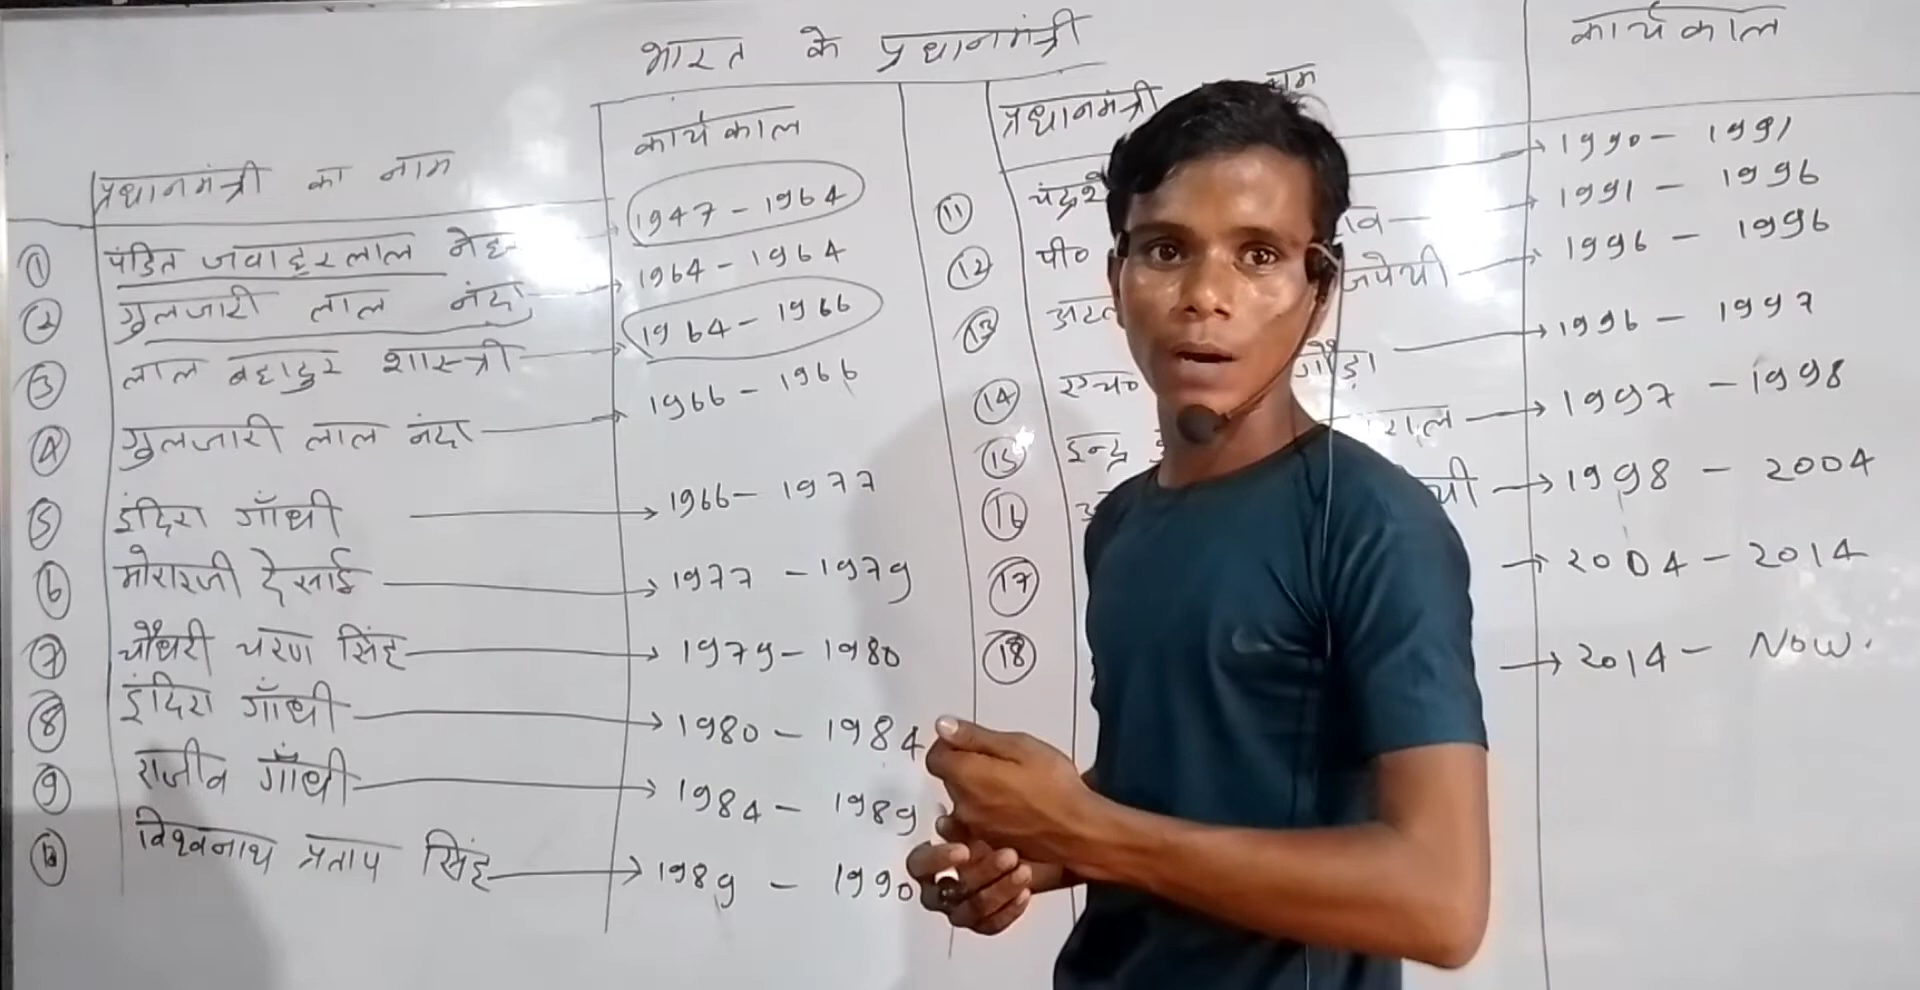 भारत के प्रधानमंत्री
प्रधानमंत्री का नाम कार्यकाल
① पंडित जवाहरलाल 1947 - 1964
② गुलजारी लाल नंदा 1964 - 1964
③ लाल बहादुर शास्त्री 1964 - 1966
④ गुलजारी लाल नंदा 1966 - 1966
⑤ इंदिरा गाँधी 1966 - 1977
⑥ मोरारजी देसाई 1977 - 1979
⑦ चौधरी चरण सिंह 1979 - 1980
⑧ इंदिरा गाँधी 1980 - 1984
⑨ राजीव गाँधी 1984 - 1989
⑩ विश्वनाथ प्रताप सिंह 1989 - 1990
प्रधानमंत्री कार्यकाल
⑪ 1990 - 1991
⑫ पी० 1991 - 1996
⑬ 1996 - 1996
⑭ एच० 1996 - 1997
⑮ इन्द्र 1997 - 1998
⑯ 1998 - 2004
⑰ 2004 - 2014
⑱ 2014 - Now.